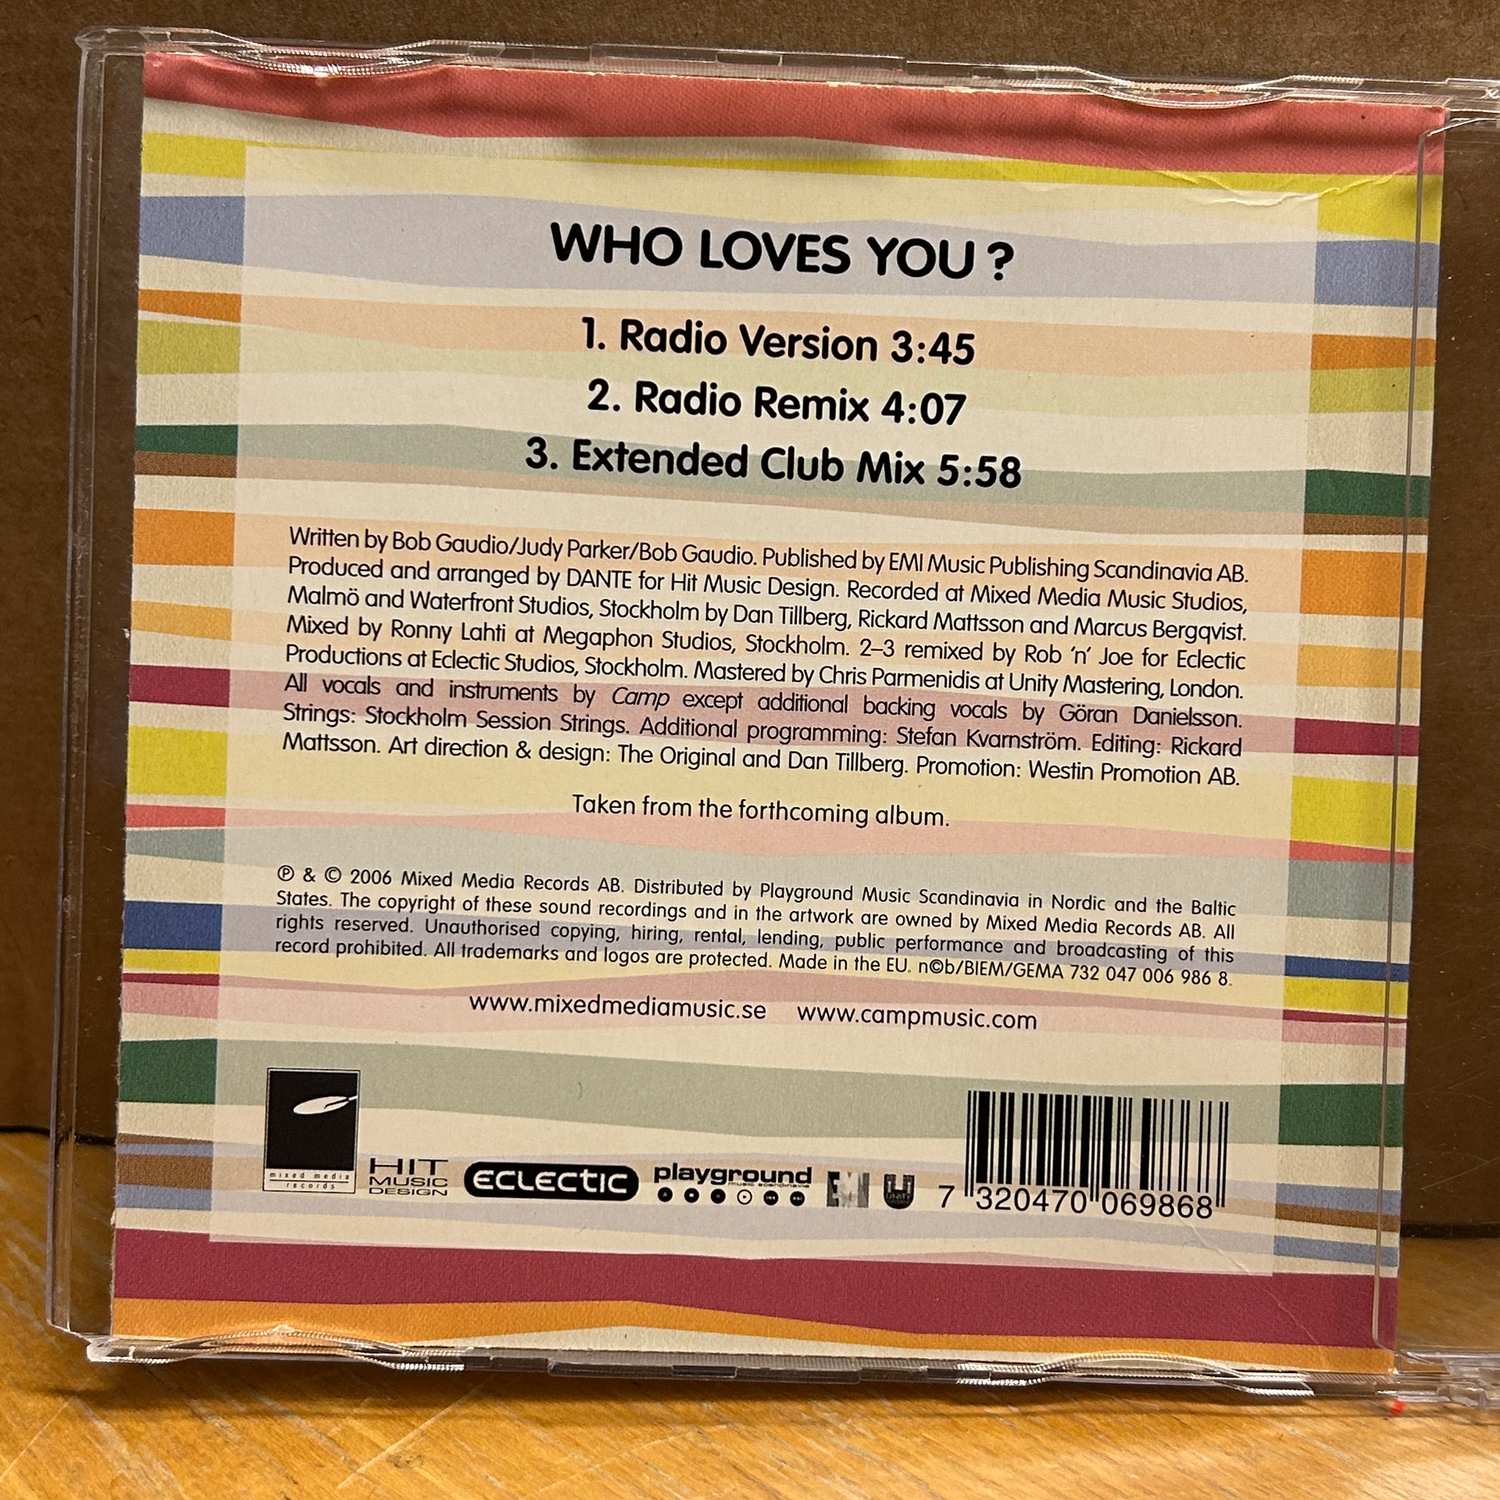 WHO LOVES YOU?
1. Radio Version 3:45
2. Radio Remix 4:07
3. Extended Club Mix 5:58
Written by Bob Gaudio/Judy Parker/Bob Gaudio. Published by EMI Music Publishing Scandinavia AB.
Produced and arranged by DANTE for Hit Music Design. Recorded at Mixed Media Music Studios,
Malmö and Waterfront Studios, Stockholm by Dan Tillberg, Rickard Mattsson and Marcus Bergqvist.
Mixed by Ronny Lahti at Megaphon Studios, Stockholm. 2–3 remixed by Rob 'n' Joe for Eclectic
Productions at Eclectic Studios, Stockholm. Mastered by Chris Parmenidis at Unity Mastering, London.
All vocals and instruments by Camp except additional backing vocals by Göran Danielsson.
Strings: Stockholm Session Strings. Additional programming: Stefan Kvarnström. Editing: Rickard
Mattsson. Art direction & design: The Original and Dan Tillberg. Promotion: Westin Promotion AB.
Taken from the forthcoming album.
℗ & © 2006 Mixed Media Records AB. Distributed by Playground Music Scandinavia in Nordic and the Baltic
States. The copyright of these sound recordings and in the artwork are owned by Mixed Media Records AB. All
rights reserved. Unauthorised copying, hiring, rental, lending, public performance and broadcasting of this
record prohibited. All trademarks and logos are protected. Made in the EU. n©b/BIEM/GEMA 732 047 006 986 8.
www.mixedmediamusic.se www.campmusic.com
mixed media
records
HIT
MUSIC
DESIGN
ECLECTIC
playground
music scandinavia
EMI
7 320470 069868